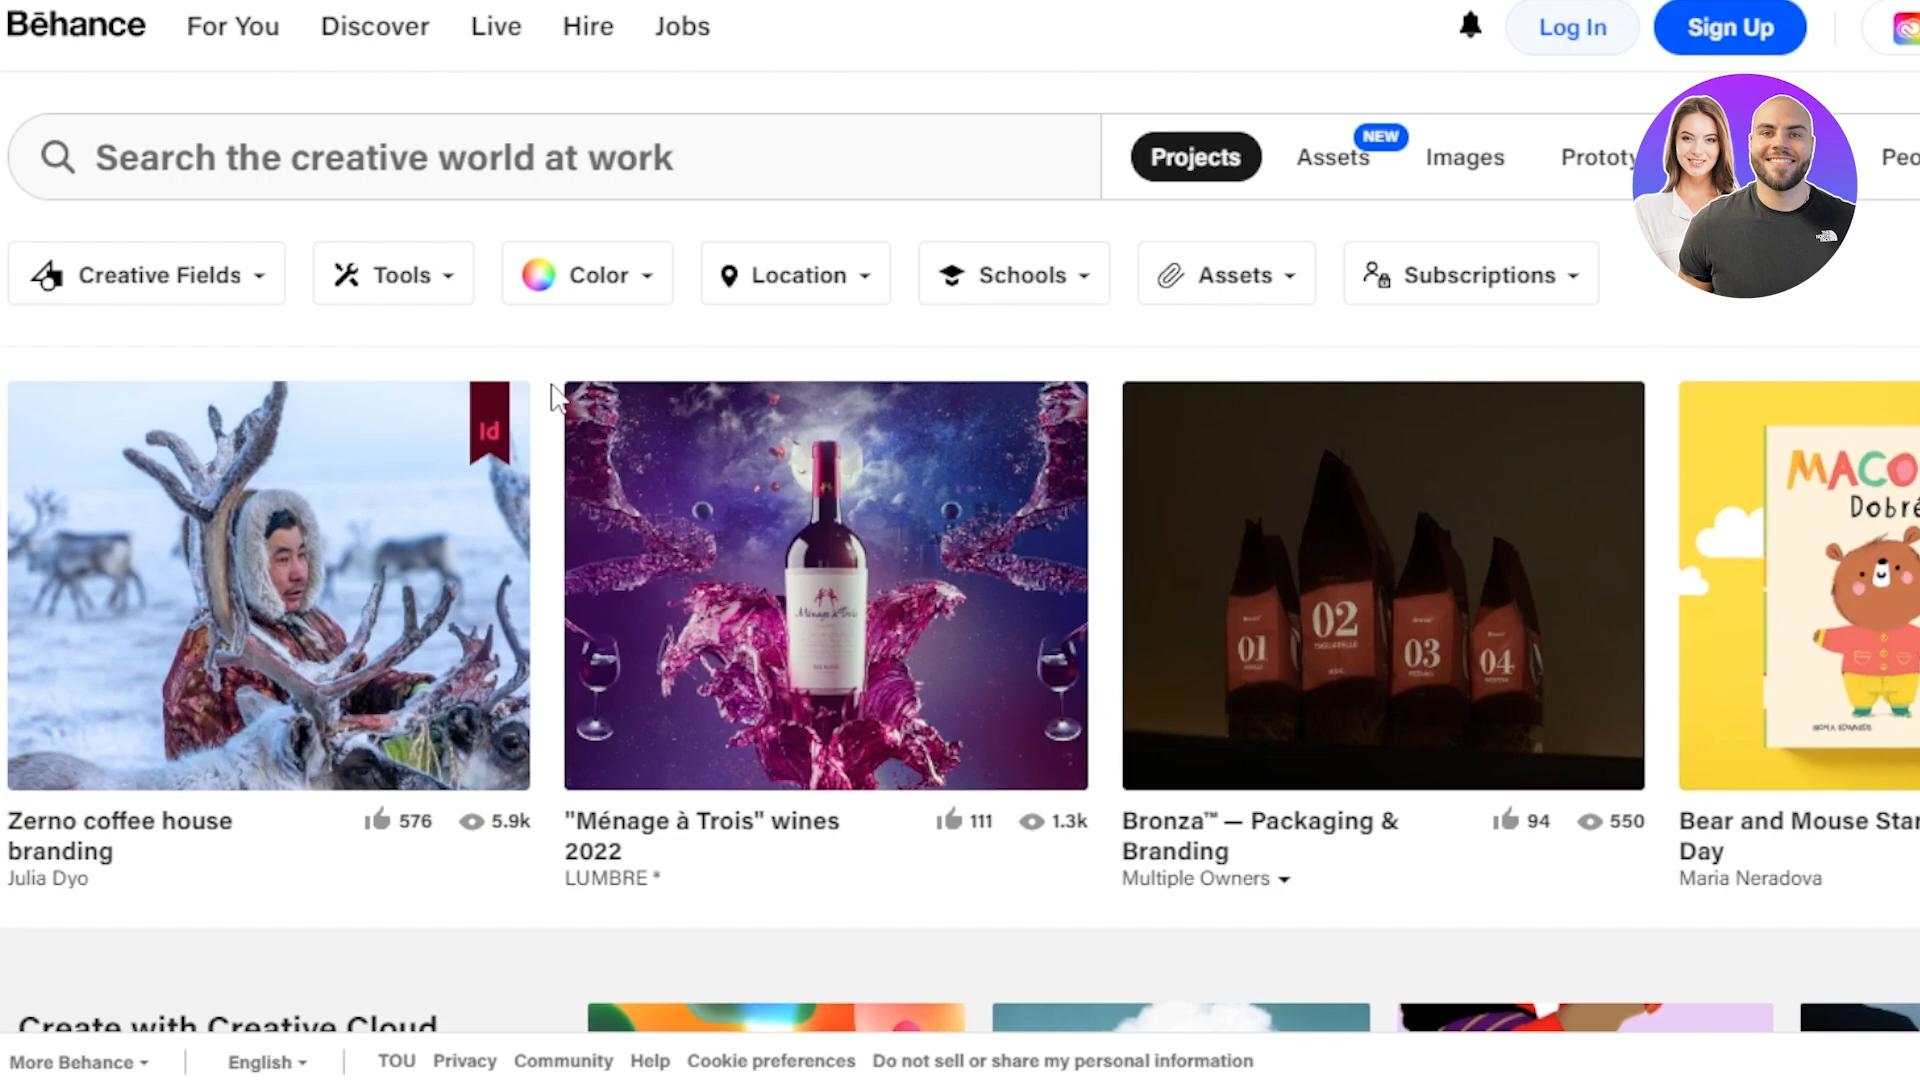 Bēhance For You Discover Live Hire Jobs Log In Sign Up
Search the creative world at work Projects Assets NEW Images Prototy Peo
Creative Fields Tools Color Location Schools Assets Subscriptions
Id
Ménage à Trois
01 02 03 04
MACO
Dobré
Zerno coffee house branding 576 5.9k
Julia Dyo
"Ménage à Trois" wines 2022 111 1.3k
LUMBRE *
Bronza™ — Packaging & Branding 94 550
Multiple Owners
Bear and Mouse Star
Day
Maria Neradova
Create with Creative Cloud
More Behance English TOU Privacy Community Help Cookie preferences Do not sell or share my personal information